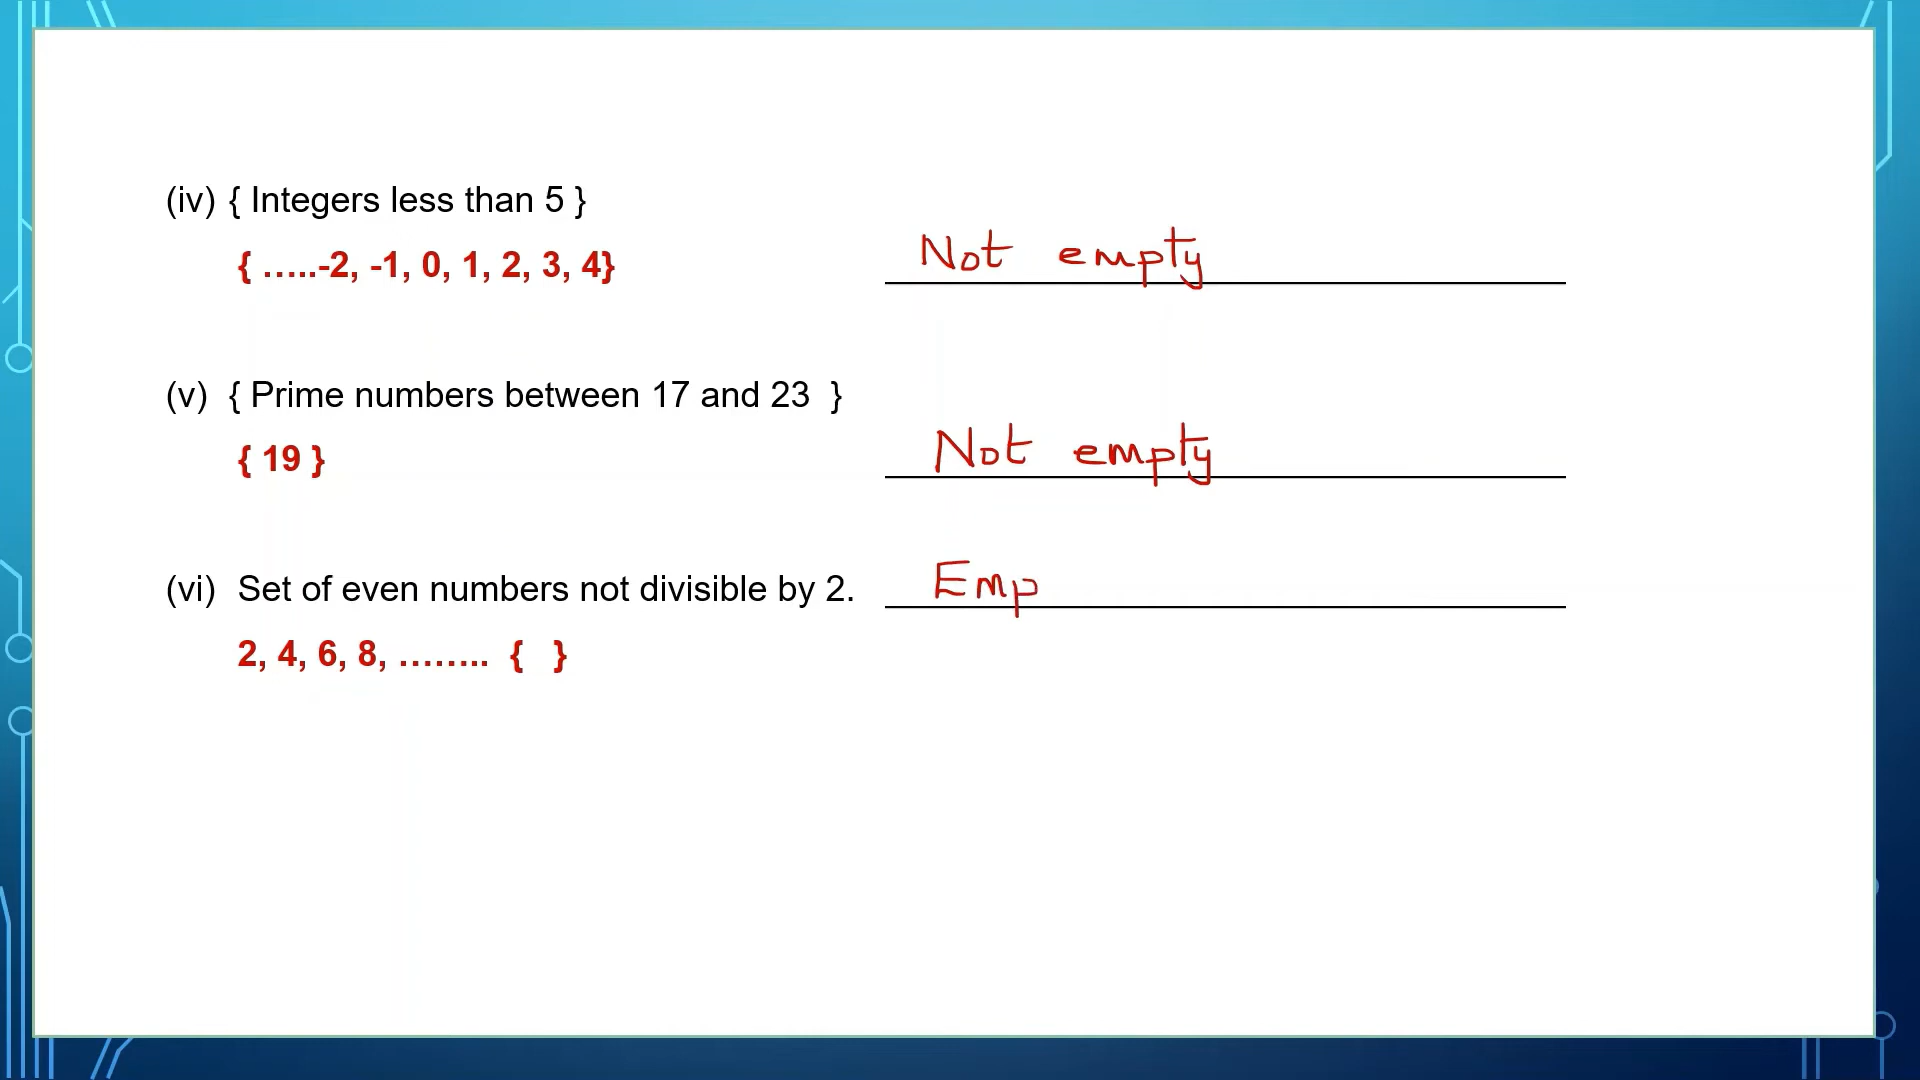 (iv) { Integers less than 5 }
{ …..-2, -1, 0, 1, 2, 3, 4}
Not empty
(v) { Prime numbers between 17 and 23 }
{ 19 }
Not empty
(vi) Set of even numbers not divisible by 2.
Emp
2, 4, 6, 8, …….. { }